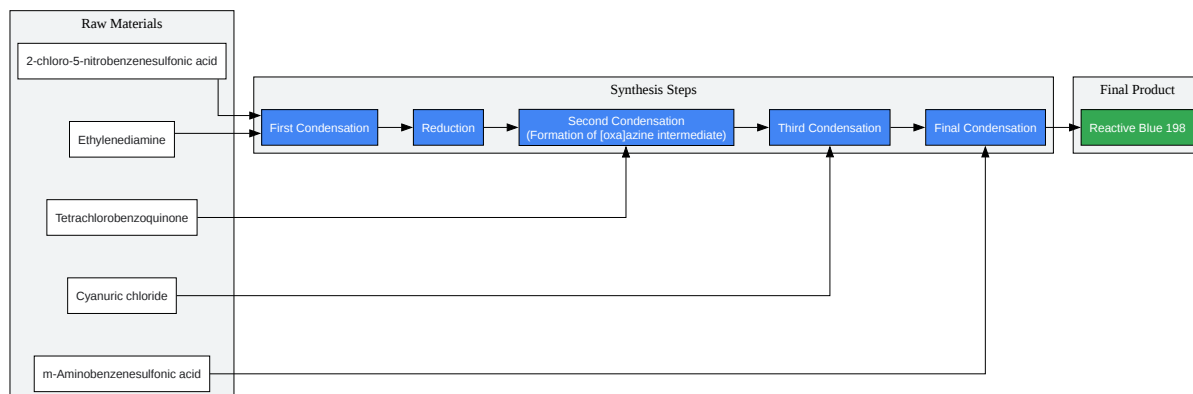 Raw Materials
2-chloro-5-nitrobenzenesulfonic acid
Ethylenediamine
Tetrachlorobenzoquinone
Cyanuric chloride
m-Aminobenzenesulfonic acid
Synthesis Steps
First Condensation
Reduction
Second Condensation
(Formation of [oxa]azine intermediate)
Third Condensation
Final Condensation
Final Product
Reactive Blue 198